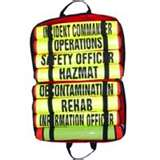 INCIDENT COMMANDER
OPERATIONS
SAFETY OFFICER
HAZMAT
DECONTAMINATION
REHAB
INFORMATION OFFICER